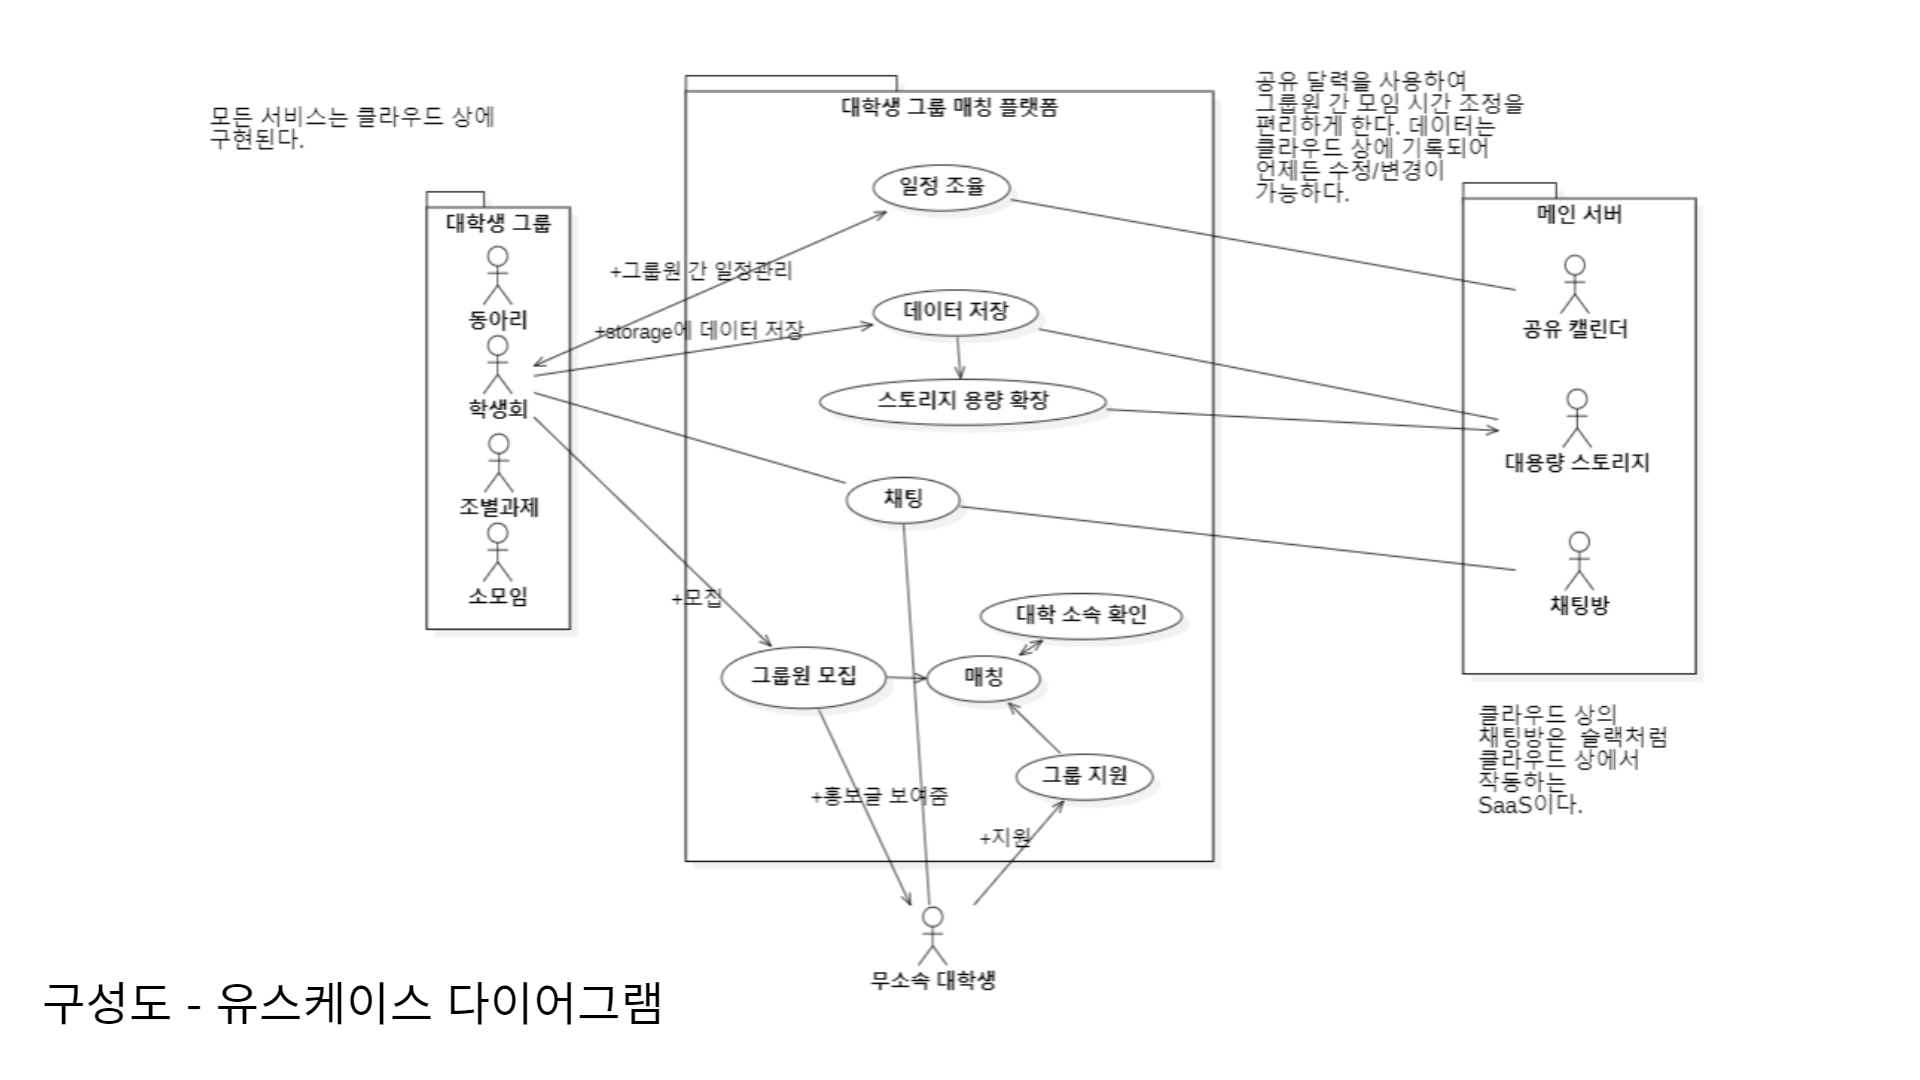 모든 서비스는 클라우드 상에
구현된다.
대학생 그룹
동아리
학생회
조별과제
소모임
대학생 그룹 매칭 플랫폼
일정 조율
+그룹원 간 일정관리
데이터 저장
+storage에 데이터 저장
스토리지 용량 확장
채팅
+모집
대학 소속 확인
그룹원 모집
매칭
그룹 지원
+홍보글 보여줌
+지원
무소속 대학생
공유 달력을 사용하여
그룹원 간 모임 시간 조정을
편리하게 한다. 데이터는
클라우드 상에 기록되어
언제든 수정/변경이
가능하다.
메인 서버
공유 캘린더
대용량 스토리지
채팅방
클라우드 상의
채팅방은  슬랙처럼
클라우드 상에서
작동하는
SaaS이다.
구성도 - 유스케이스 다이어그램